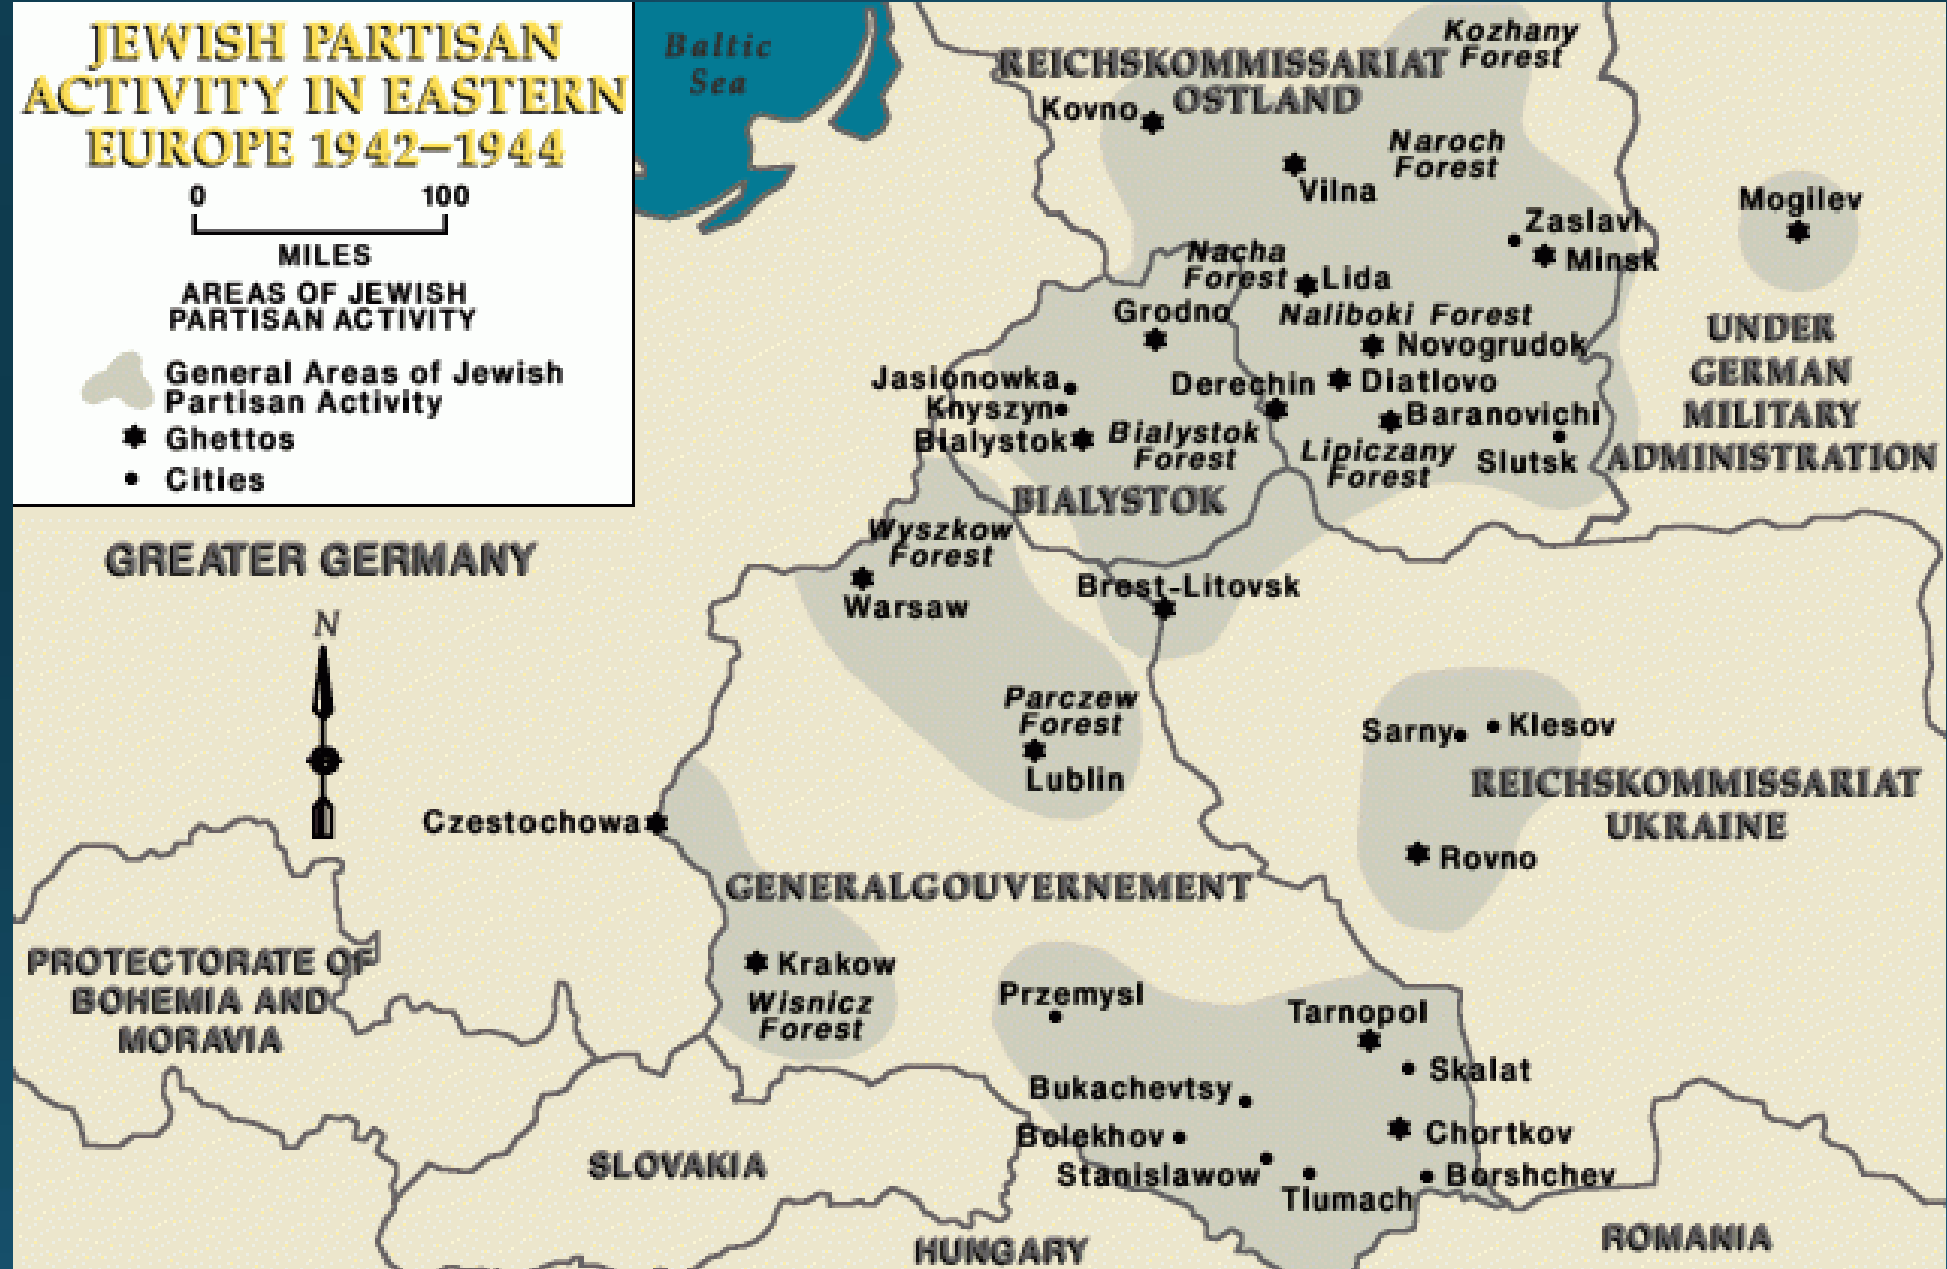 JEWISH PARTISAN
ACTIVITY IN EASTERN
EUROPE 1942–1944
0 100
MILES
AREAS OF JEWISH
PARTISAN ACTIVITY
General Areas of Jewish
Partisan Activity
Ghettos
Cities
Baltic
Sea
Kozhany
Forest
REICHSKOMMISSARIAT
OSTLAND
Kovno
Naroch
Forest
Vilna
Mogilev
Zaslavl
Minsk
Nacha
Forest
Lida
Grodno
Naliboki Forest
Novogrudok
UNDER
GERMAN
MILITARY
ADMINISTRATION
Jasionowka
Derechin
Diatlovo
Knyszyn
Baranovichi
Bialystok
Bialystok
Forest
Lipiczany
Forest
Slutsk
BIALYSTOK
Wyszkow
Forest
GREATER GERMANY
Warsaw
Brest-Litovsk
N
Parczew
Forest
Lublin
Sarny
Klesov
REICHSKOMMISSARIAT
UKRAINE
Czestochowa
Rovno
GENERALGOUVERNEMENT
PROTECTORATE OF
BOHEMIA AND
MORAVIA
Krakow
Wisnicz
Forest
Przemysl
Tarnopol
Skalat
Bukachevtsy
Bolekhov
Chortkov
Stanislawow
Borshchev
Tlumach
SLOVAKIA
HUNGARY
ROMANIA